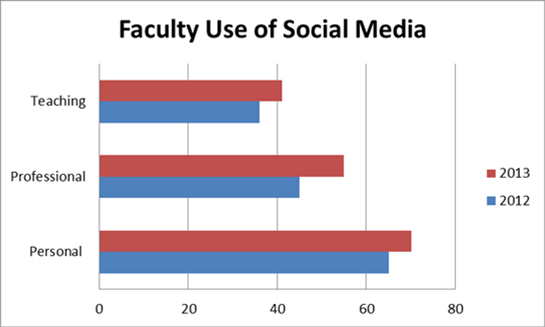 Faculty Use of Social Media
Teaching
Professional
Personal
2013
2012
0 20 40 60 80